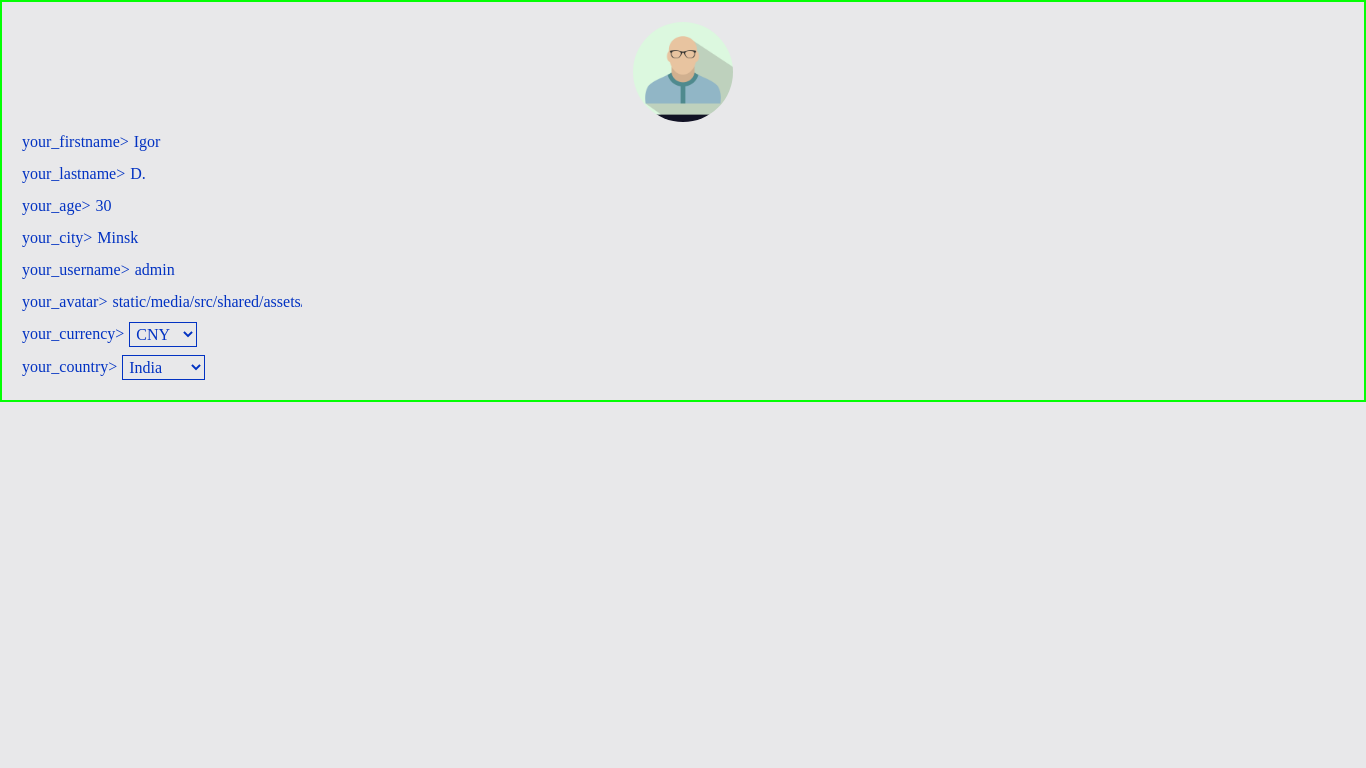 your_firstname> Igor
your_lastname> D.
your_age> 30
your_city> Minsk
your_username> admin
your_avatar> static/media/src/shared/assets
your_currency> CNY
your_country> India